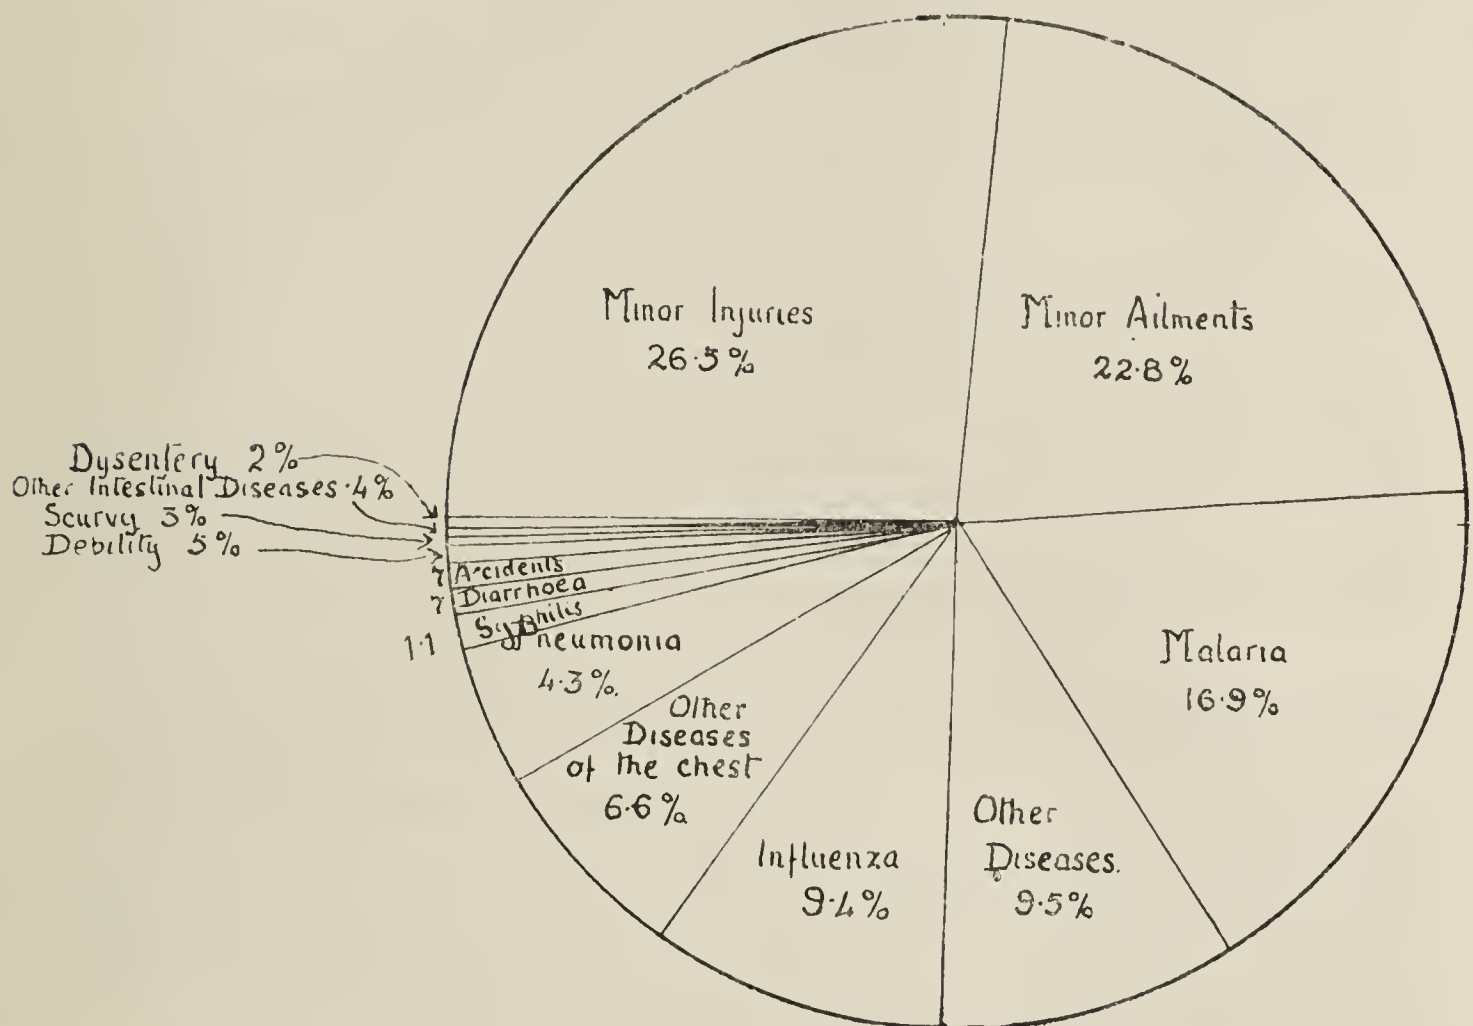 Minor Injuries
26·5%
Minor Ailments
22·8%
Dysentery 2%
Other Intestinal Diseases ·4%
Scurvy 3%
Debility 5%
7 Accidents
7 Diarrhoea
1·1 Syphilis
Pneumonia
4·3%.
Other
Diseases
of the chest
6·6%
Influenza
9·4%
Other
Diseases.
9·5%
Malaria
16·9%